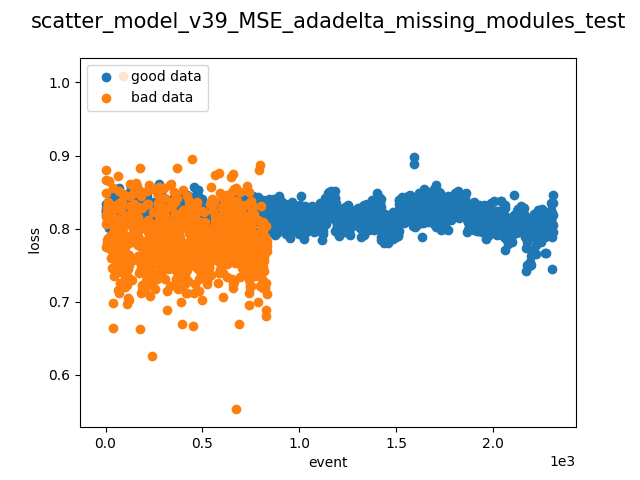 scatter_model_v39_MSE_adadelta_missing_modules_test
good data
bad data
1.0
0.9
0.8
0.7
0.6
loss
0.0 0.5 1.0 1.5 2.0
1e3
event